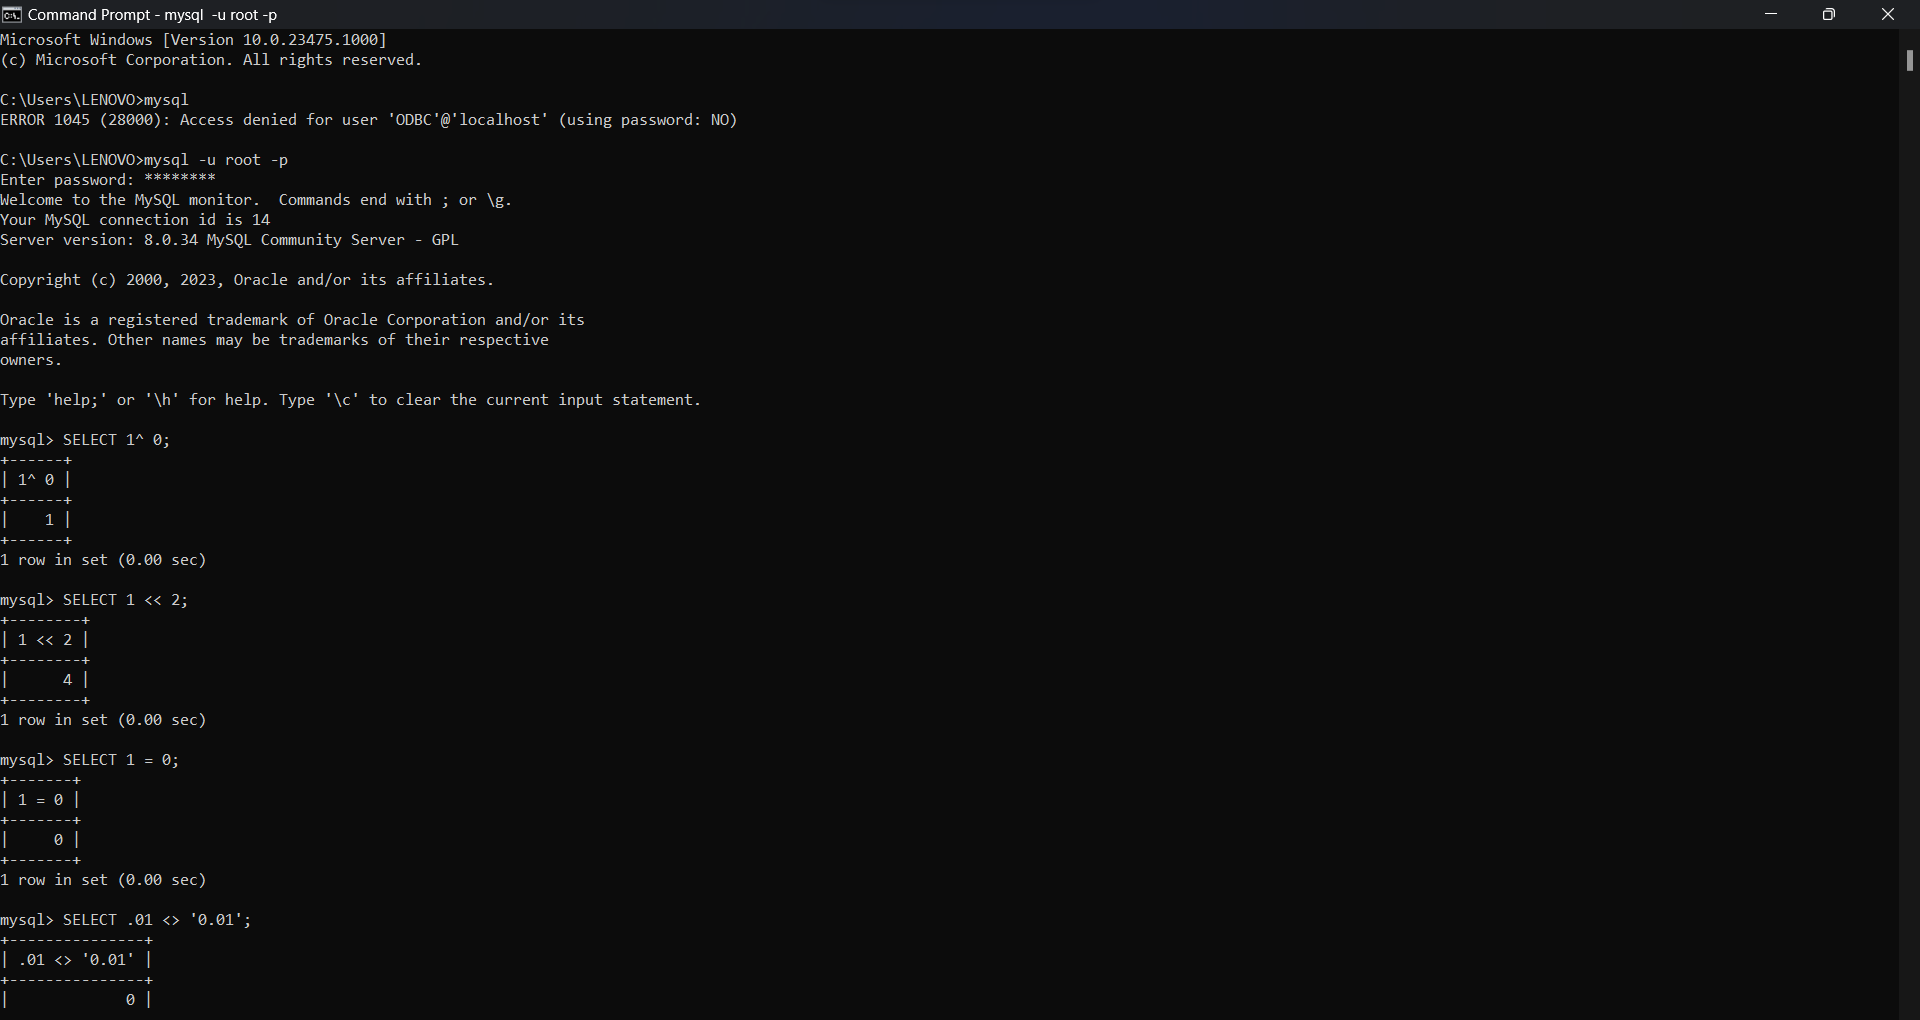 Command Prompt - mysql  -u root -p
Microsoft Windows [Version 10.0.23475.1000]
(c) Microsoft Corporation. All rights reserved.

C:\Users\LENOVO>mysql
ERROR 1045 (28000): Access denied for user 'ODBC'@'localhost' (using password: NO)

C:\Users\LENOVO>mysql -u root -p
Enter password: ********
Welcome to the MySQL monitor.  Commands end with ; or \g.
Your MySQL connection id is 14
Server version: 8.0.34 MySQL Community Server - GPL

Copyright (c) 2000, 2023, Oracle and/or its affiliates.

Oracle is a registered trademark of Oracle Corporation and/or its
affiliates. Other names may be trademarks of their respective
owners.

Type 'help;' or '\h' for help. Type '\c' to clear the current input statement.

mysql> SELECT 1^ 0;
+------+
| 1^ 0 |
+------+
|    1 |
+------+
1 row in set (0.00 sec)

mysql> SELECT 1 << 2;
+--------+
| 1 << 2 |
+--------+
|      4 |
+--------+
1 row in set (0.00 sec)

mysql> SELECT 1 = 0;
+-------+
| 1 = 0 |
+-------+
|     0 |
+-------+
1 row in set (0.00 sec)

mysql> SELECT .01 <> '0.01';
+---------------+
| .01 <> '0.01' |
+---------------+
|             0 |